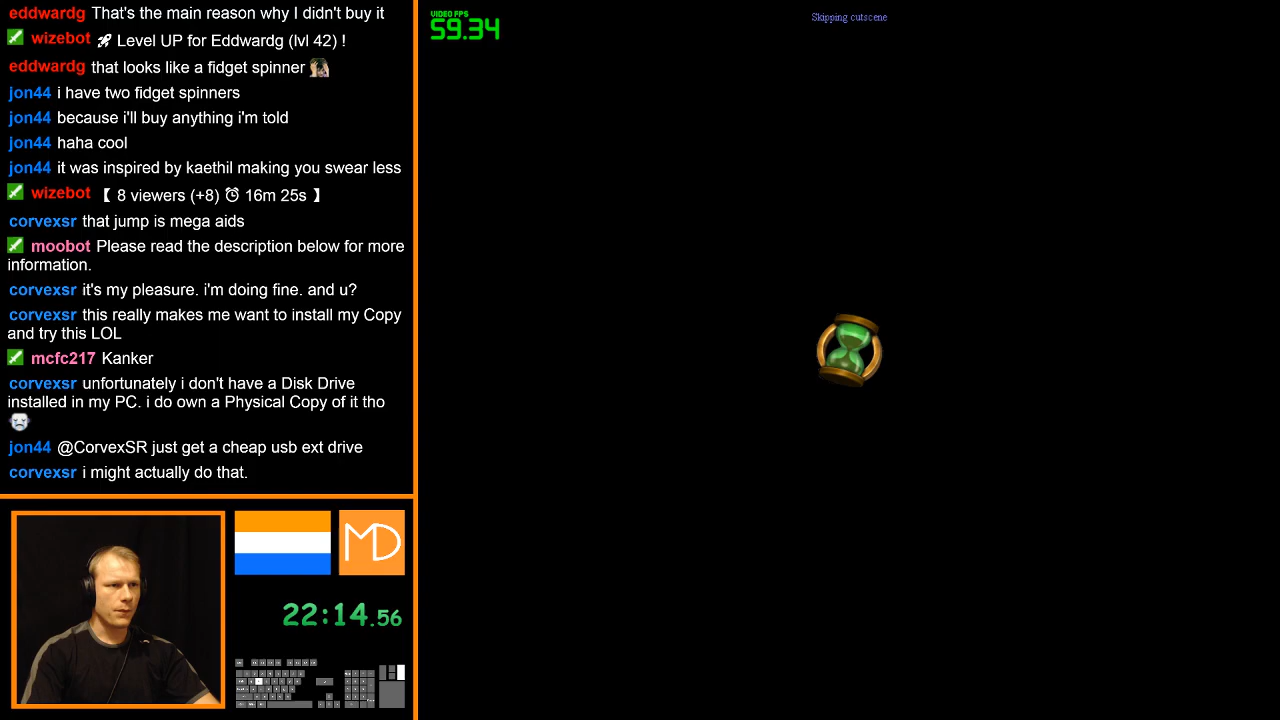 eddwardg That's the main reason why I didn't buy it
wizebot 🚀 Level UP for Eddwardg (lvl 42) !
eddwardg that looks like a fidget spinner
jon44 i have two fidget spinners
jon44 because i'll buy anything i'm told
jon44 haha cool
jon44 it was inspired by kaethil making you swear less
wizebot 【 8 viewers (+8) ⏰ 16m 25s 】
corvexsr that jump is mega aids
moobot Please read the description below for more
information.
corvexsr it's my pleasure. i'm doing fine. and u?
corvexsr this really makes me want to install my Copy
and try this LOL
mcfc217 Kanker
corvexsr unfortunately i don't have a Disk Drive
installed in my PC. i do own a Physical Copy of it tho
jon44 @CorvexSR just get a cheap usb ext drive
corvexsr i might actually do that.
MD
22:14.56
VIDEO FPS
59.34
Skipping cutscene